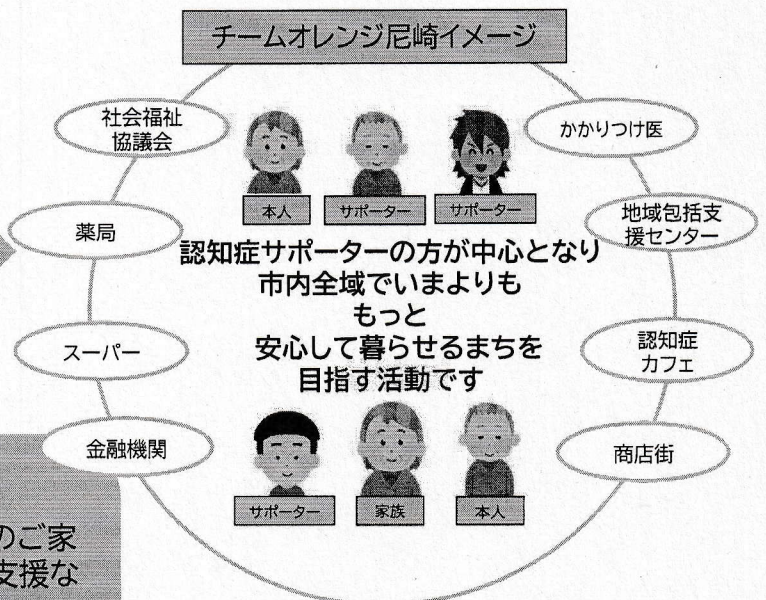 チームオレンジ尼崎イメージ
社会福祉
協議会
かかりつけ医
本人
サポーター
サポーター
薬局
地域包括支
援センター
認知症サポーターの方が中心となり
市内全域でいまよりも
もっと
安心して暮らせるまちを
目指す活動です
スーパー
認知症
カフェ
金融機関
商店街
サポーター
家族
本人
のご家
支援な